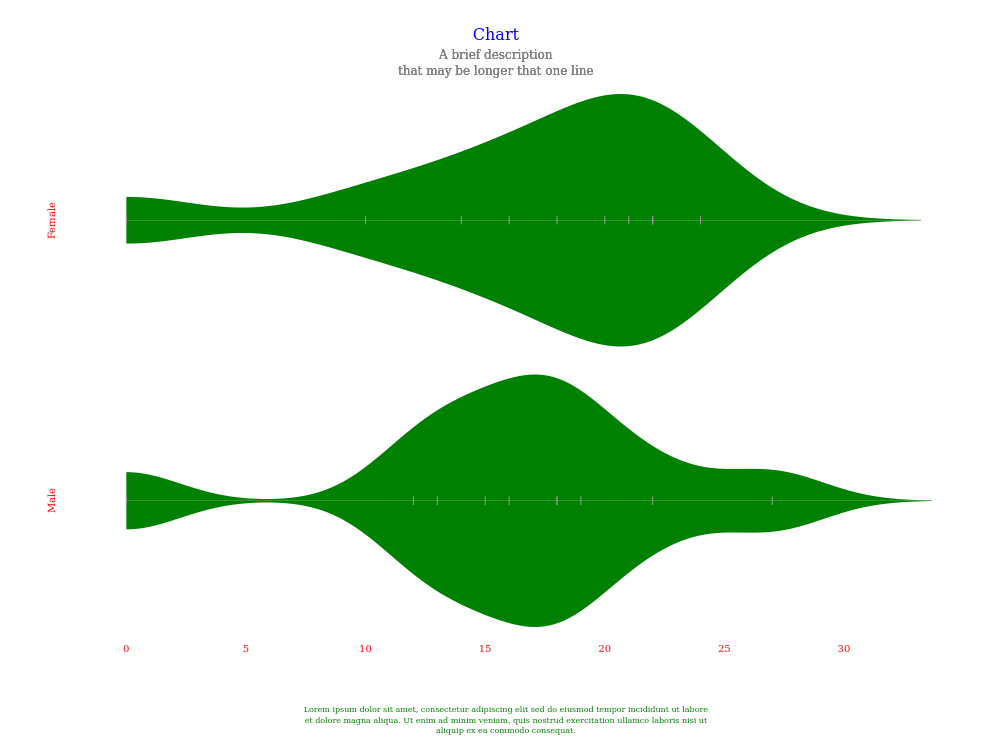 Chart
A brief description
that may be longer that one line
Female
Male
0 5 10 15 20 25 30
Lorem ipsum dolor sit amet, consectetur adipiscing elit sed do eiusmod tempor incididunt ut labore
et dolore magna aliqua. Ut enim ad minim veniam, quis nostrud exercitation ullamco laboris nisi ut
aliquip ex ea commodo consequat.